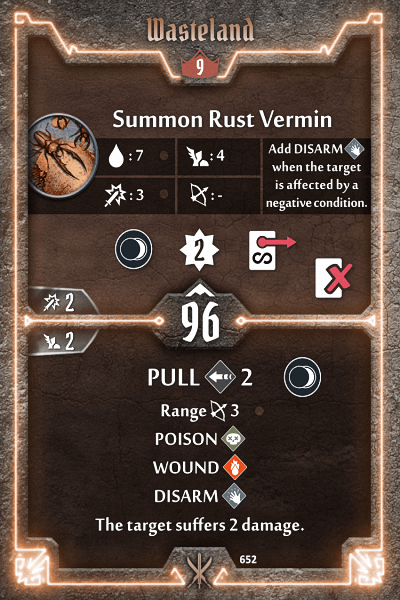 Wasteland
9
Summon Rust Vermin
: 7
: 4
: 3
: -
Add DISARM
when the target
is affected by a
negative condition.
2
S
2
96
2
PULL 2
Range 3
POISON
WOUND
DISARM
The target suffers 2 damage.
652